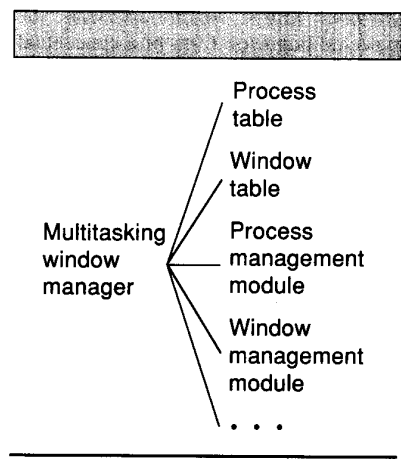 Process
table
Window
table
Multitasking
window
manager
Process
management
module
Window
management
module
. . .